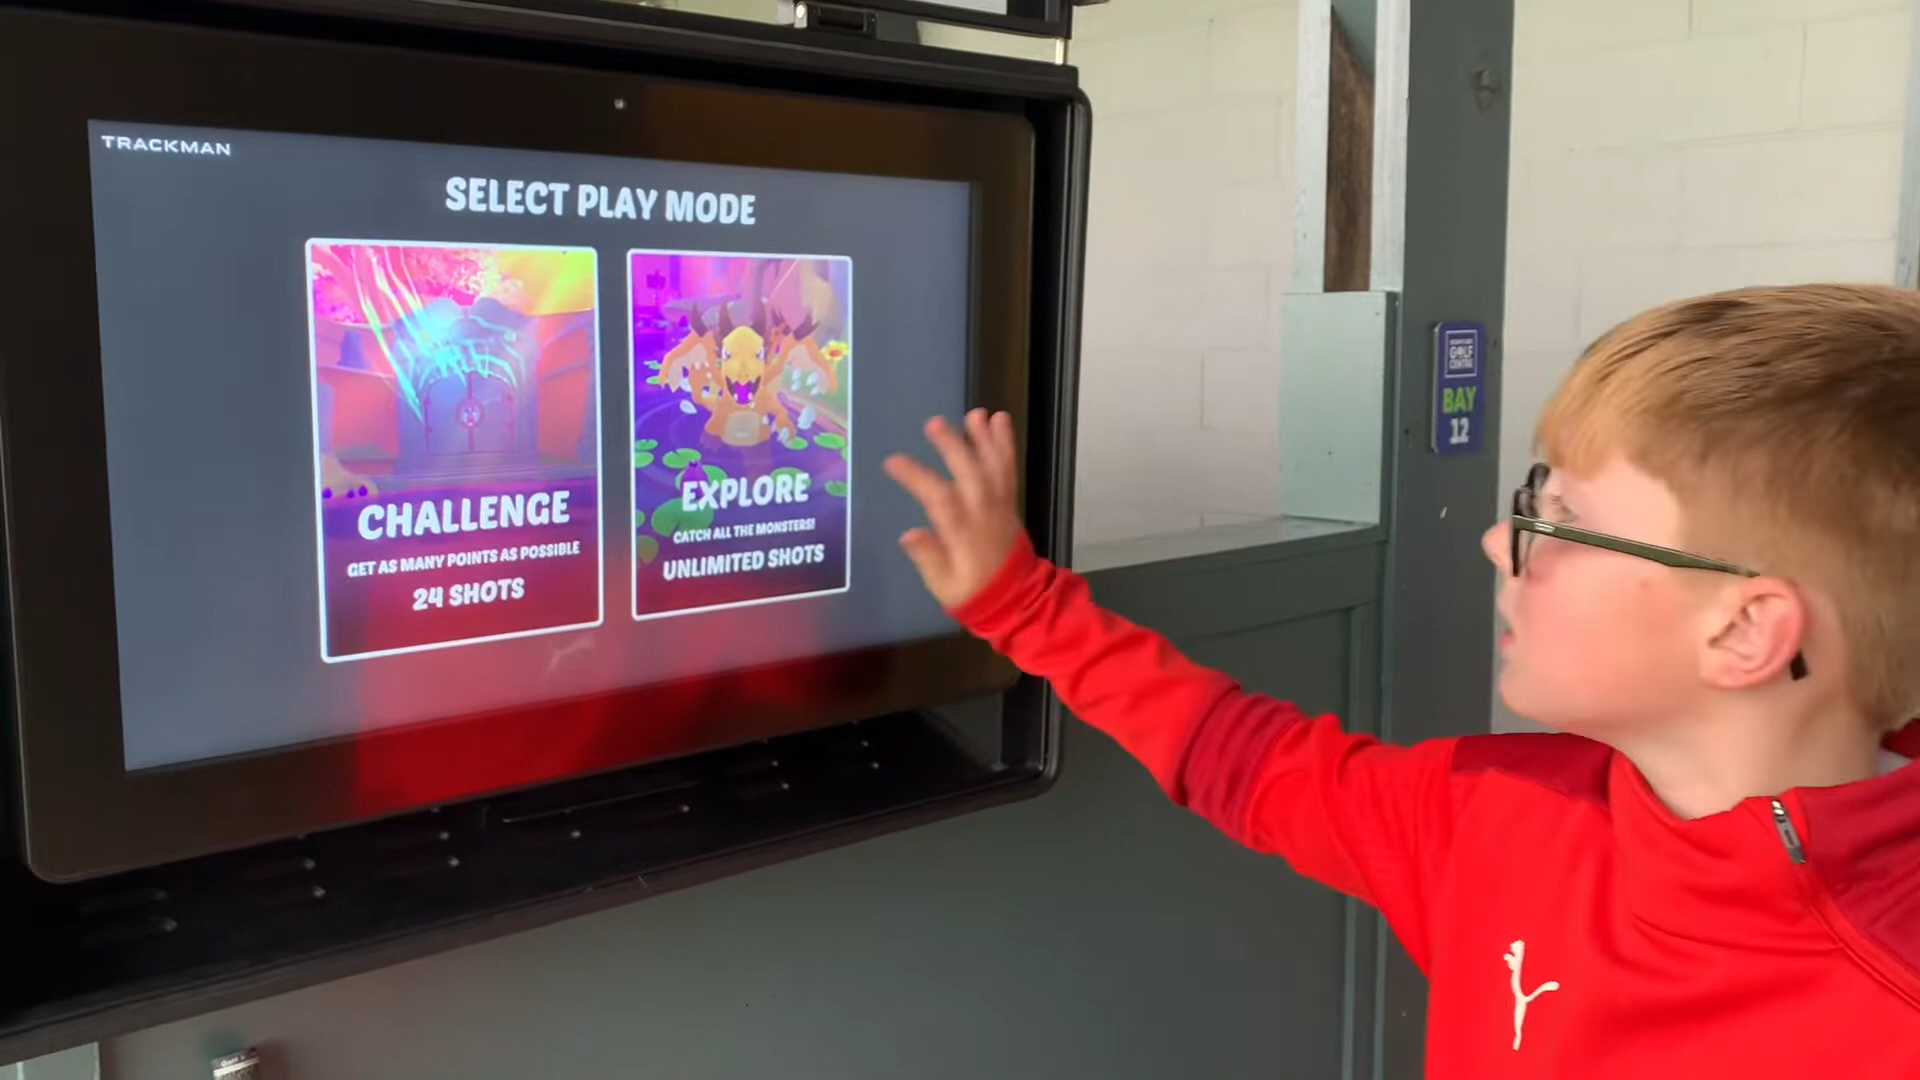 TRACKMAN
SELECT PLAY MODE
CHALLENGE
GET AS MANY POINTS AS POSSIBLE
24 SHOTS
EXPLORE
CATCH ALL THE MONSTERS!
UNLIMITED SHOTS
GOLF
CENTRE
BAY
12